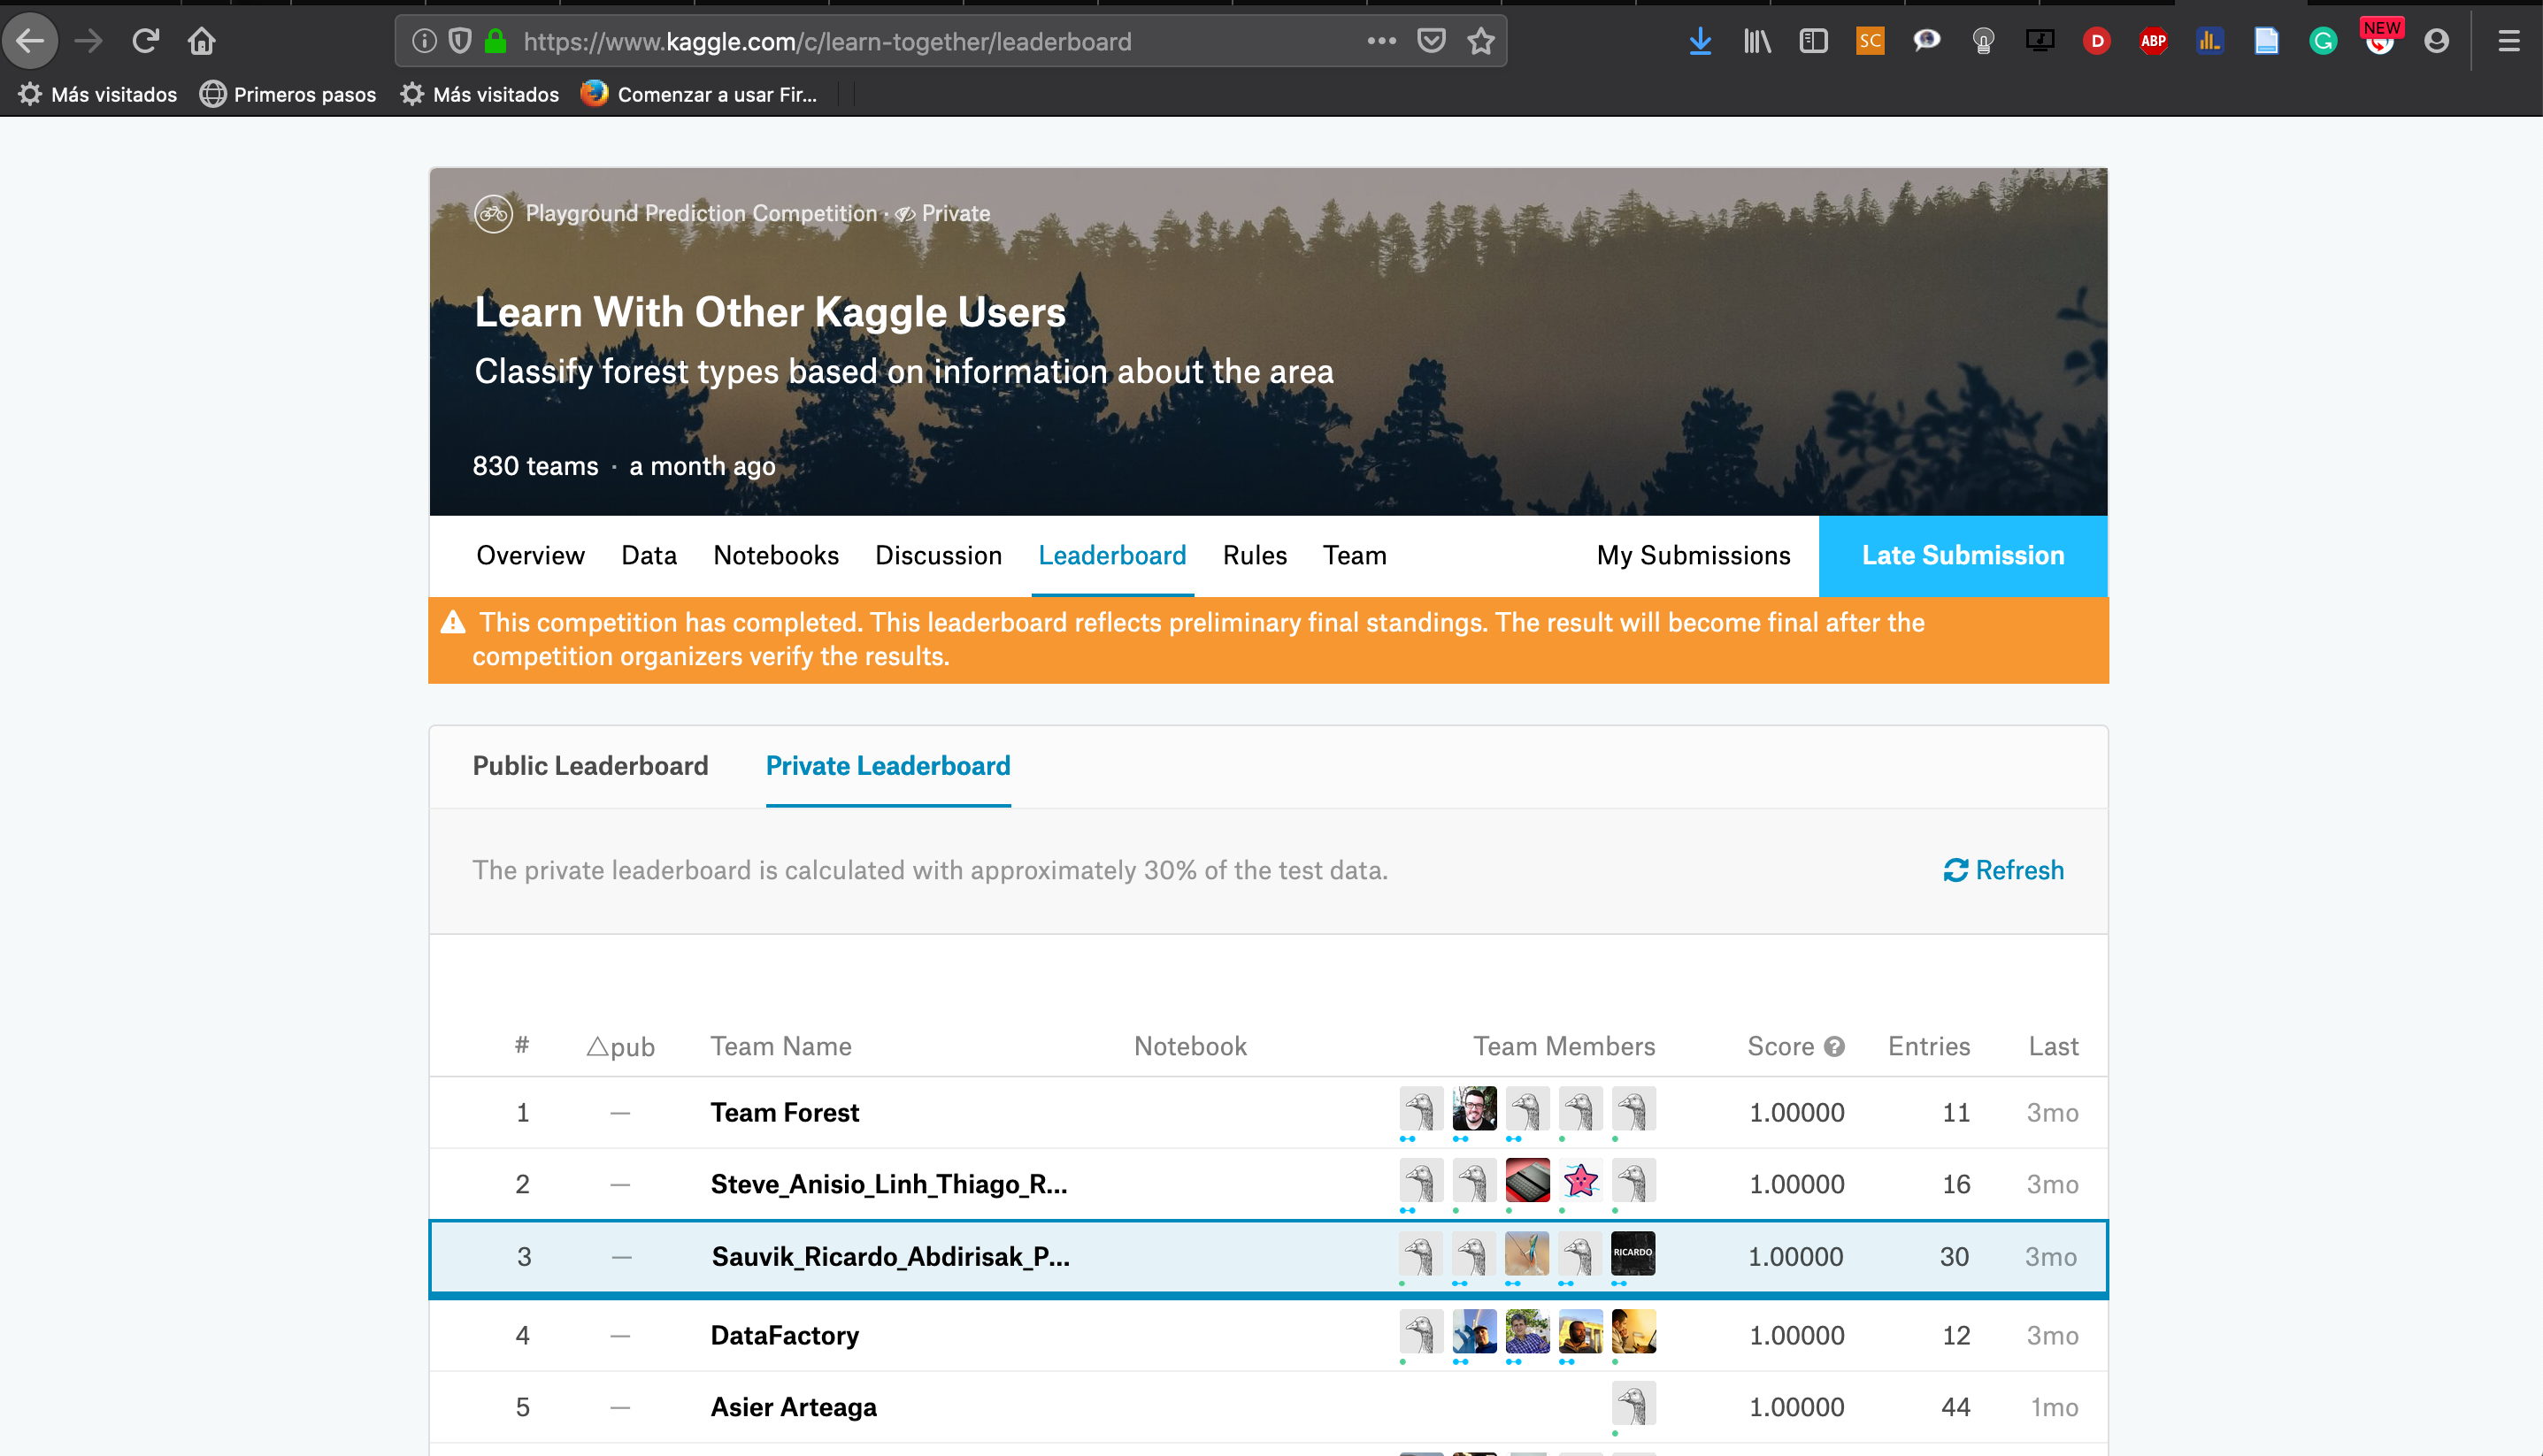 https://www.kaggle.com/c/learn-together/leaderboard
SC
D
ABP
G
NEW
Más visitados
Primeros pasos
Más visitados
Comenzar a usar Fir...
Playground Prediction Competition · Private
Learn With Other Kaggle Users
Classify forest types based on information about the area
830 teams · a month ago
Overview Data Notebooks Discussion Leaderboard Rules Team My Submissions Late Submission
This competition has completed. This leaderboard reflects preliminary final standings. The result will become final after the
competition organizers verify the results.
Public Leaderboard Private Leaderboard
The private leaderboard is calculated with approximately 30% of the test data. Refresh
# △pub Team Name Notebook Team Members Score ? Entries Last
1 — Team Forest 1.00000 11 3mo
2 — Steve_Anisio_Linh_Thiago_R... 1.00000 16 3mo
3 — Sauvik_Ricardo_Abdirisak_P... RICARDO 1.00000 30 3mo
4 — DataFactory 1.00000 12 3mo
5 — Asier Arteaga 1.00000 44 1mo